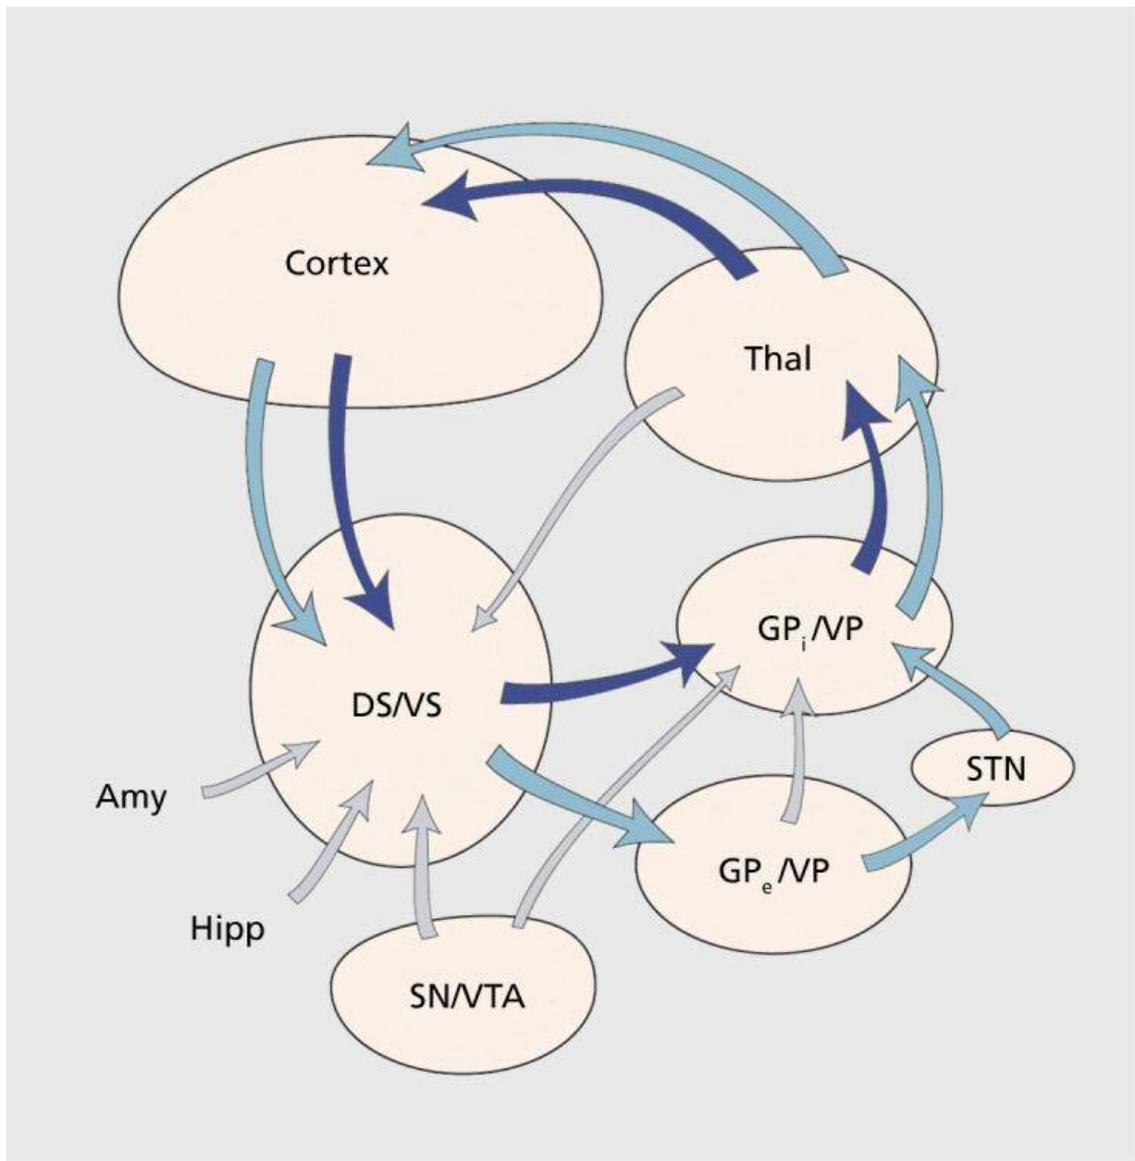 Cortex
Thal
GPi/VP
DS/VS
STN
Amy
GPe/VP
Hipp
SN/VTA